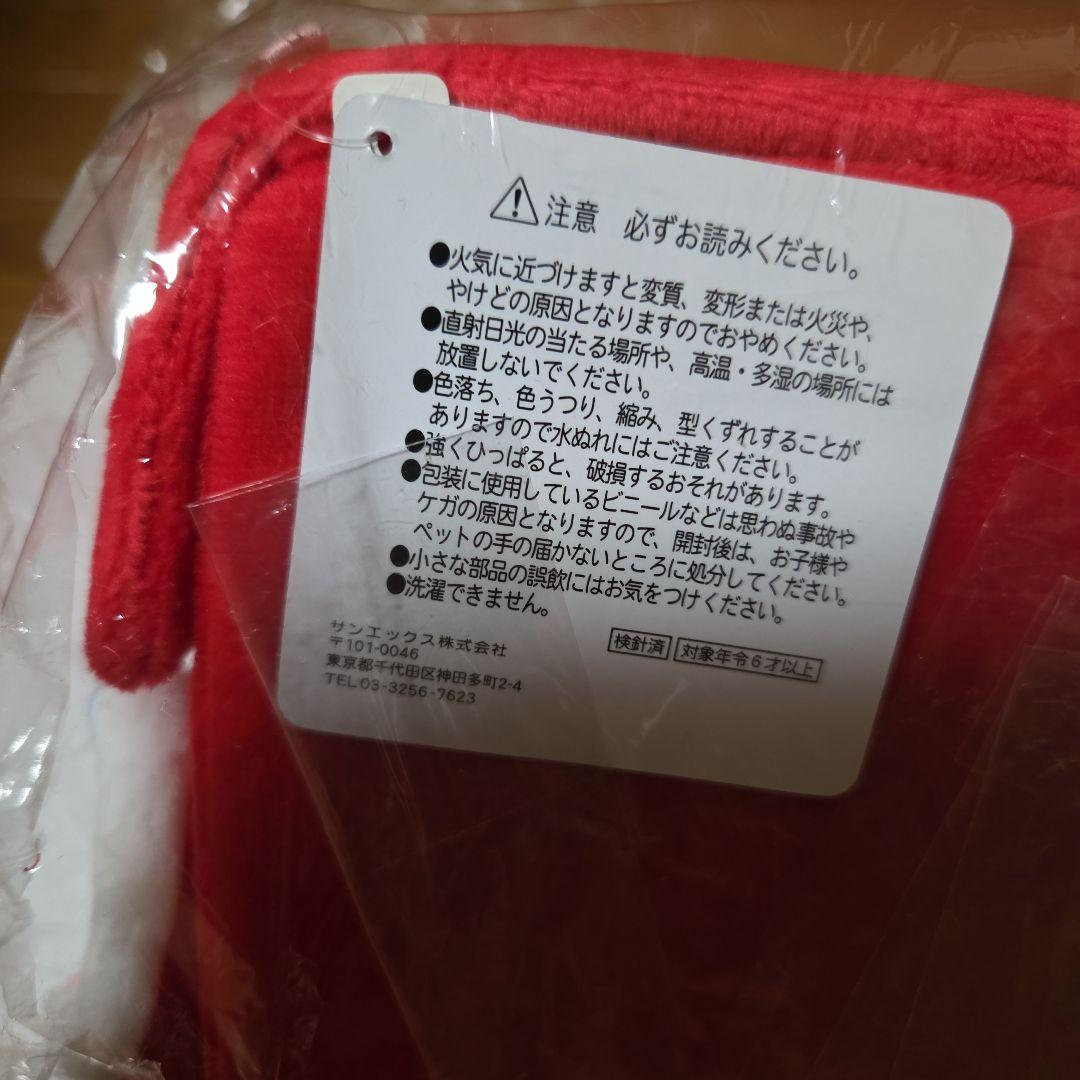 注意 必ずお読みください。
●火気に近づけますと変質、変形または火災や、
やけどの原因となりますのでおやめください。
●直射日光の当たる場所や、高温・多湿の場所には
放置しないでください。
●色落ち、色うつり、縮み、型くずれすることが
ありますので水ぬれにはご注意ください。
●強くひっぱると、破損するおそれがあります。
●包装に使用しているビニールなどは思わぬ事故や
ケガの原因となりますので、開封後は、お子様や
ペットの手の届かないところに処分してください。
●小さな部品の誤飲にはお気をつけください。
●洗濯できません。
サンエックス株式会社
〒101-0046
東京都千代田区神田多町2-4
TEL03-3256-7623
検針済 対象年令6才以上